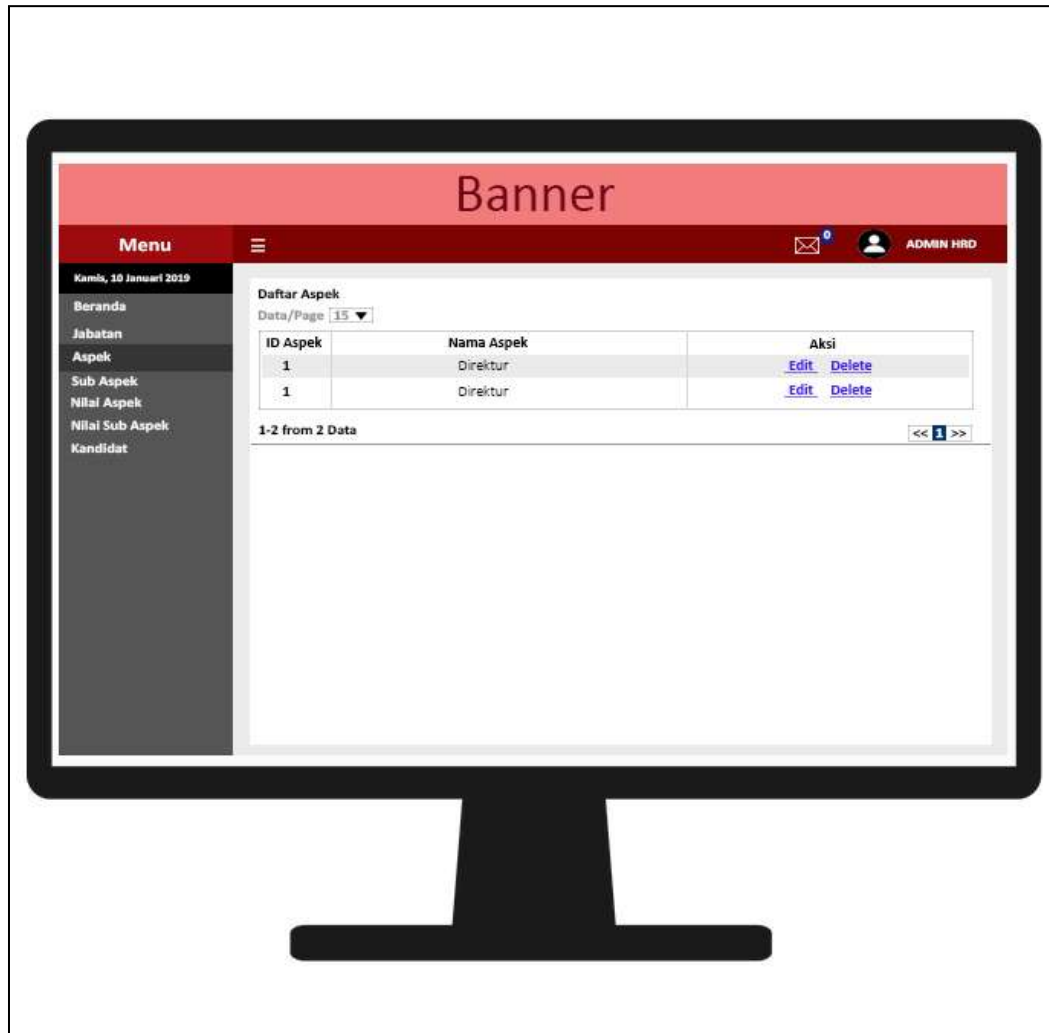 Banner
Menu ☰ 0 ADMIN HRD
Kamis, 10 Januari 2019
Beranda
Jabatan
Aspek
Sub Aspek
Nilai Aspek
Nilai Sub Aspek
Kandidat
Daftar Aspek
Data/Page 15 ▼
ID Aspek Nama Aspek Aksi
1 Direktur Edit Delete
1 Direktur Edit Delete
1-2 from 2 Data << 1 >>